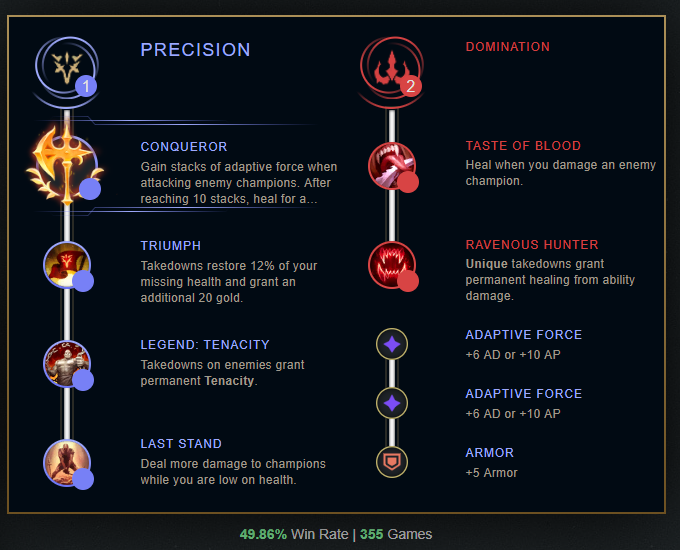 PRECISION
1
CONQUEROR
Gain stacks of adaptive force when
attacking enemy champions. After
reaching 10 stacks, heal for a...
TRIUMPH
Takedowns restore 12% of your
missing health and grant an
additional 20 gold.
LEGEND: TENACITY
Takedowns on enemies grant
permanent Tenacity.
LAST STAND
Deal more damage to champions
while you are low on health.
DOMINATION
2
TASTE OF BLOOD
Heal when you damage an enemy
champion.
RAVENOUS HUNTER
Unique takedowns grant
permanent healing from ability
damage.
ADAPTIVE FORCE
+6 AD or +10 AP
ADAPTIVE FORCE
+6 AD or +10 AP
ARMOR
+5 Armor
49.86% Win Rate | 355 Games